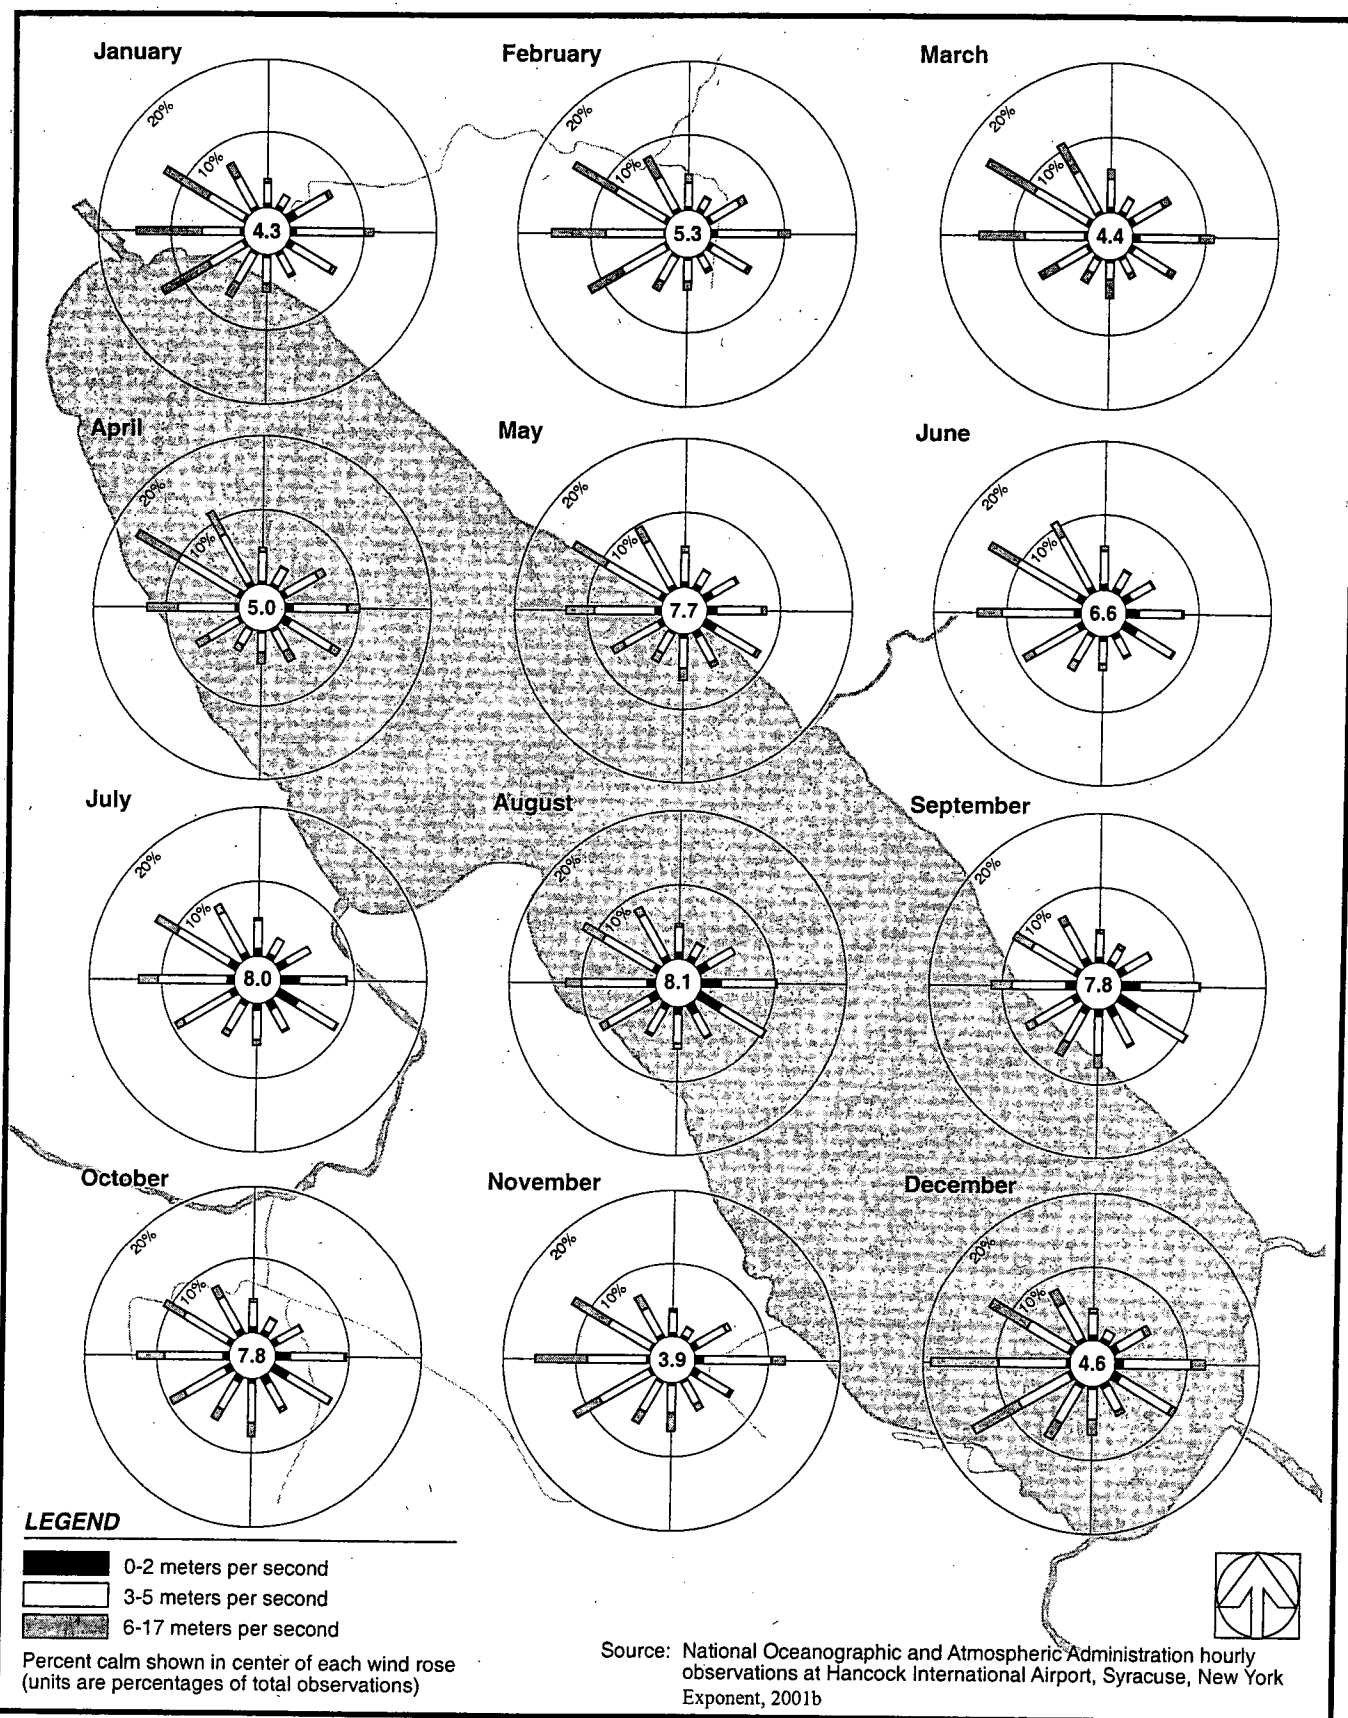 January
February
March
20%
10%
4.3
20%
10%
5.3
20%
10%
4.4
April
May
June
20%
10%
5.0
20%
10%
7.7
20%
10%
6.6
July
August
September
20%
10%
8.0
20%
10%
8.1
20%
10%
7.8
October
November
December
20%
10%
7.8
20%
10%
3.9
20%
10%
4.6
LEGEND
0-2 meters per second
3-5 meters per second
6-17 meters per second
Percent calm shown in center of each wind rose
(units are percentages of total observations)
Source: National Oceanographic and Atmospheric Administration hourly
observations at Hancock International Airport, Syracuse, New York
Exponent, 2001b